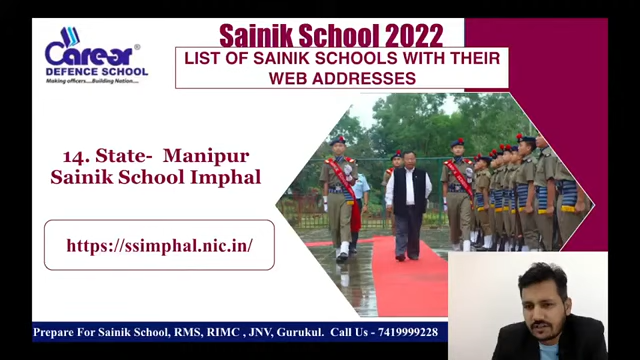 Sainik School 2022
Carear®
DEFENCE SCHOOL
Making officers....Building Nation....
LIST OF SAINIK SCHOOLS WITH THEIR
WEB ADDRESSES
14. State- Manipur
Sainik School Imphal
https://ssimphal.nic.in/
Prepare For Sainik School, RMS, RIMC , JNV, Gurukul. Call Us - 7419999228